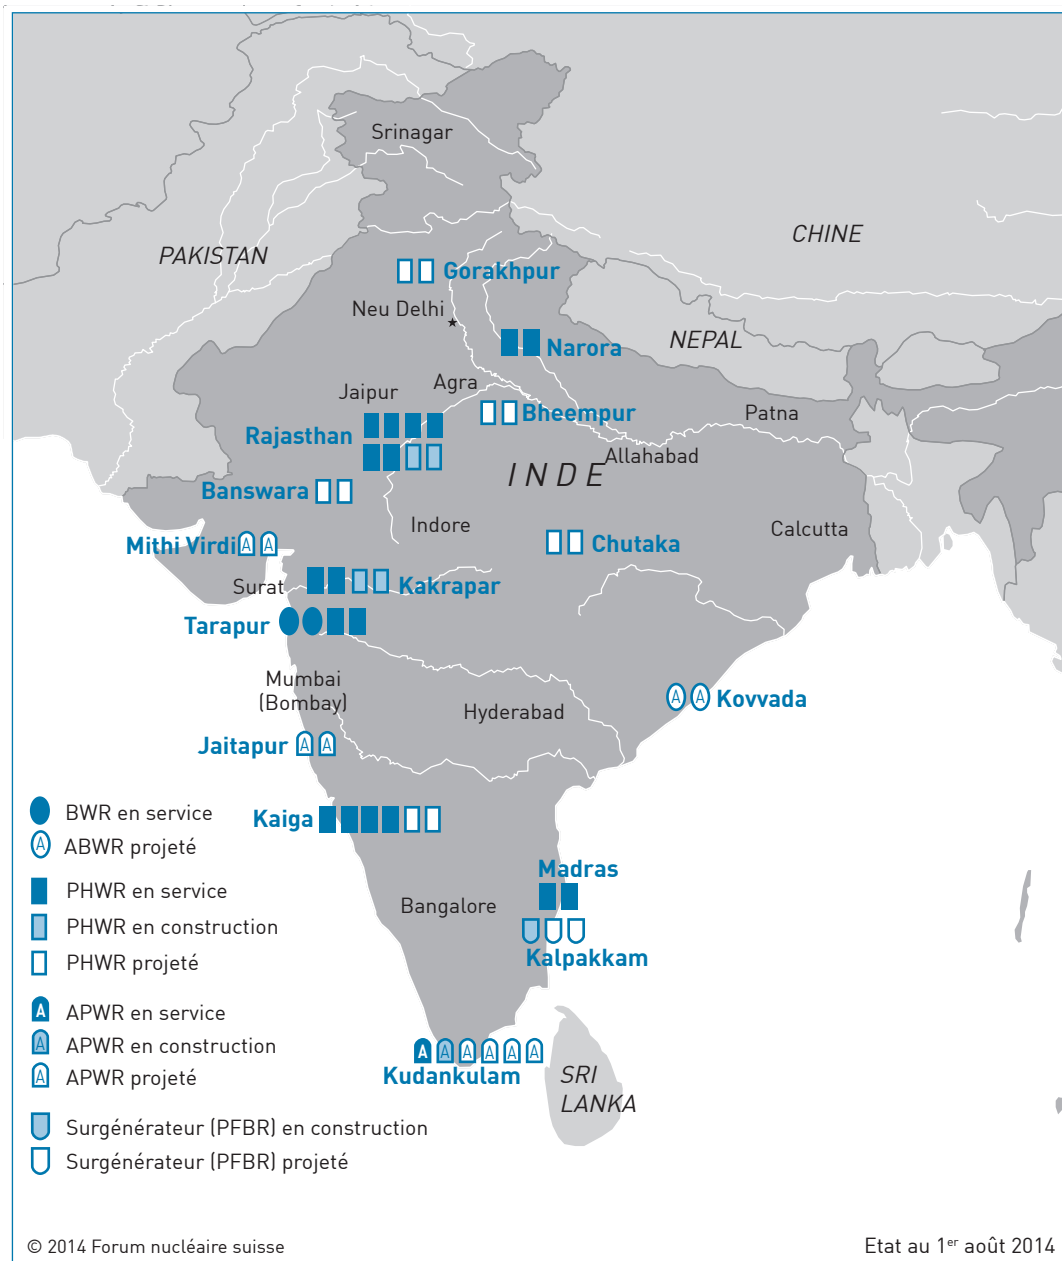 Srinagar
CHINE
PAKISTAN
Gorakhpur
Neu Delhi
NEPAL
Narora
Agra
Jaipur
Bheempur
Patna
Rajasthan
Allahabad
INDE
Banswara
Indore
Calcutta
Mithi Virdi
A A
Chutaka
Surat
Kakrapar
Tarapur
Mumbai
(Bombay)
A A
Kovvada
Hyderabad
Jaitapur
A A
BWR en service
Kaiga
A
ABWR projeté
Madras
PHWR en service
Bangalore
PHWR en construction
Kalpakkam
PHWR projeté
A
APWR en service
A
APWR en construction
A A A A A A
Kudankulam
A
APWR projeté
SRI
LANKA
Surgénérateur (PFBR) en construction
Surgénérateur (PFBR) projeté
© 2014 Forum nucléaire suisse
Etat au 1er août 2014